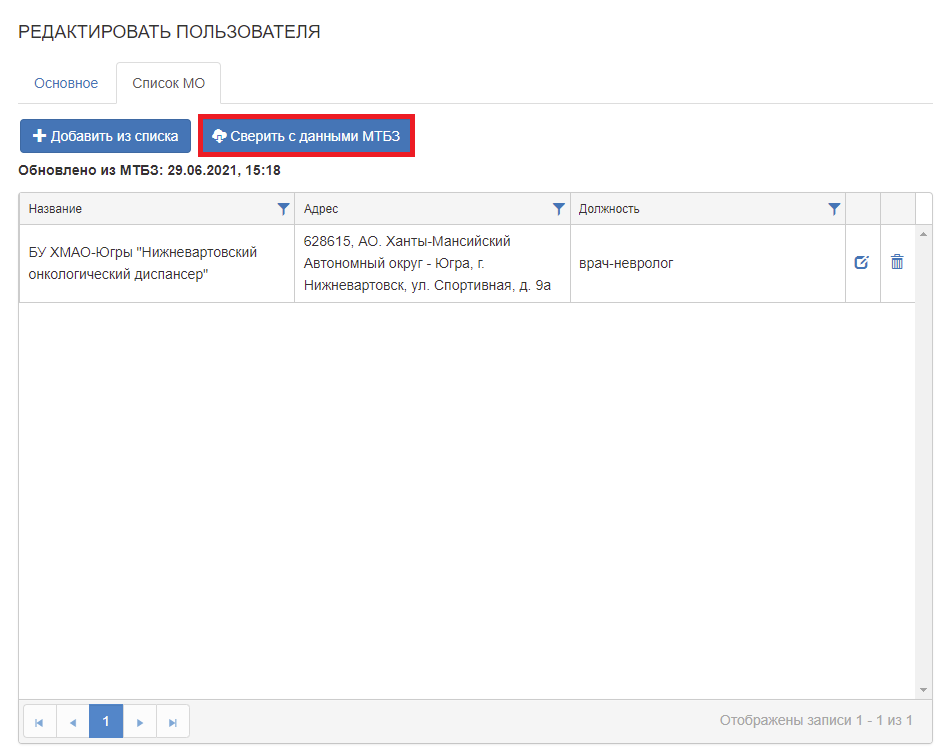 РЕДАКТИРОВАТЬ ПОЛЬЗОВАТЕЛЯ
Основное
Список МО
Добавить из списка
Сверить с данными МТБЗ
Обновлено из МТБЗ: 29.06.2021, 15:18
Название
Адрес
Должность
БУ ХМАО-Югры "Нижневартовский
онкологический диспансер"
628615, АО. Ханты-Мансийский
Автономный округ - Югра, г.
Нижневартовск, ул. Спортивная, д. 9а
врач-невролог
1
Отображены записи 1 - 1 из 1